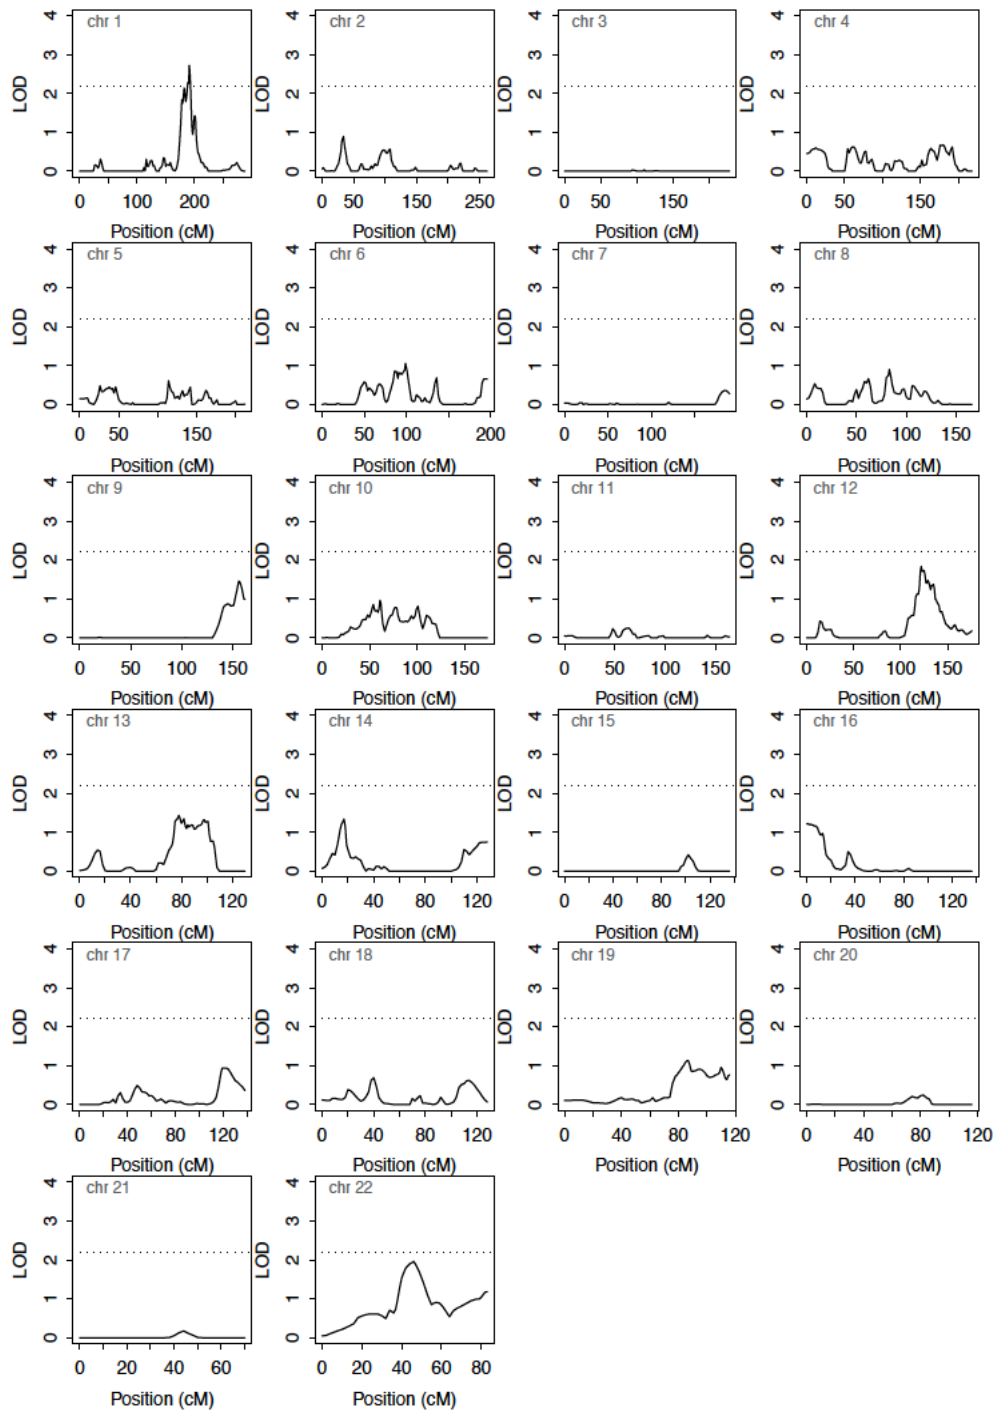 chr 1
LOD
0 1 2 3 4
0 100 200
Position (cM)
chr 2
LOD
0 1 2 3 4
0 50 150 250
Position (cM)
chr 3
LOD
0 1 2 3 4
0 50 150
Position (cM)
chr 4
LOD
0 1 2 3 4
0 50 100 150
Position (cM)
chr 5
LOD
0 1 2 3 4
0 50 100 200
Position (cM)
chr 6
LOD
0 1 2 3 4
0 50 100 200
Position (cM)
chr 7
LOD
0 1 2 3 4
0 50 100
Position (cM)
chr 8
LOD
0 1 2 3 4
0 50 100 150
Position (cM)
chr 9
LOD
0 1 2 3 4
0 50 100 150
Position (cM)
chr 10
LOD
0 1 2 3 4
0 50 100 150
Position (cM)
chr 11
LOD
0 1 2 3 4
0 50 100 150
Position (cM)
chr 12
LOD
0 1 2 3 4
0 50 100 150
Position (cM)
chr 13
LOD
0 1 2 3 4
0 40 80 120
Position (cM)
chr 14
LOD
0 1 2 3 4
0 40 80 120
Position (cM)
chr 15
LOD
0 1 2 3 4
0 40 80 120
Position (cM)
chr 16
LOD
0 1 2 3 4
0 40 80 120
Position (cM)
chr 17
LOD
0 1 2 3 4
0 40 80 120
Position (cM)
chr 18
LOD
0 1 2 3 4
0 40 80 120
Position (cM)
chr 19
LOD
0 1 2 3 4
0 40 80 120
Position (cM)
chr 20
LOD
0 1 2 3 4
0 40 80 120
Position (cM)
chr 21
LOD
0 1 2 3 4
0 20 40 60
Position (cM)
chr 22
LOD
0 1 2 3 4
0 20 40 60 80
Position (cM)